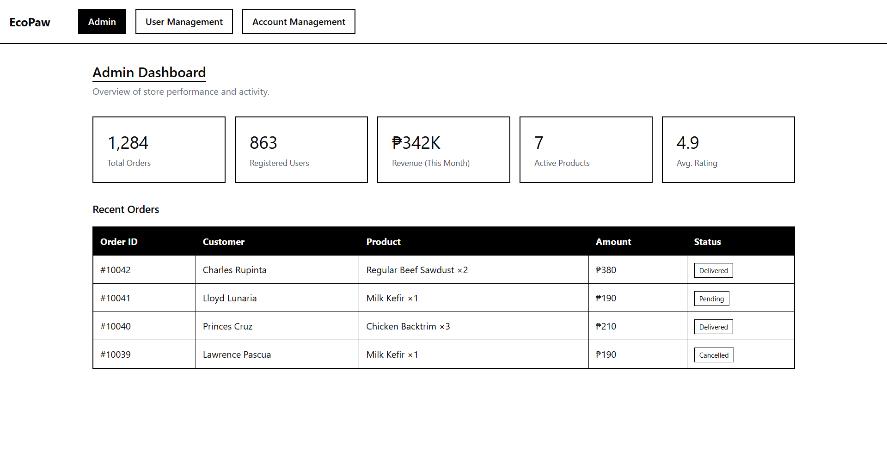 EcoPaw Admin User Management Account Management
Admin Dashboard
Overview of store performance and activity.
1,284 863 ₱342K 7 4.9
Total Orders Registered Users Revenue (This Month) Active Products Avg. Rating
Recent Orders
Order ID Customer Product Amount Status
#10042 Charles Rupinta Regular Beef Sawdust ×2 ₱380 Delivered
#10041 Lloyd Lunaria Milk Kefir ×1 ₱190 Pending
#10040 Princes Cruz Chicken Backtrim ×3 ₱210 Delivered
#10039 Lawrence Pascua Milk Kefir ×1 ₱190 Cancelled